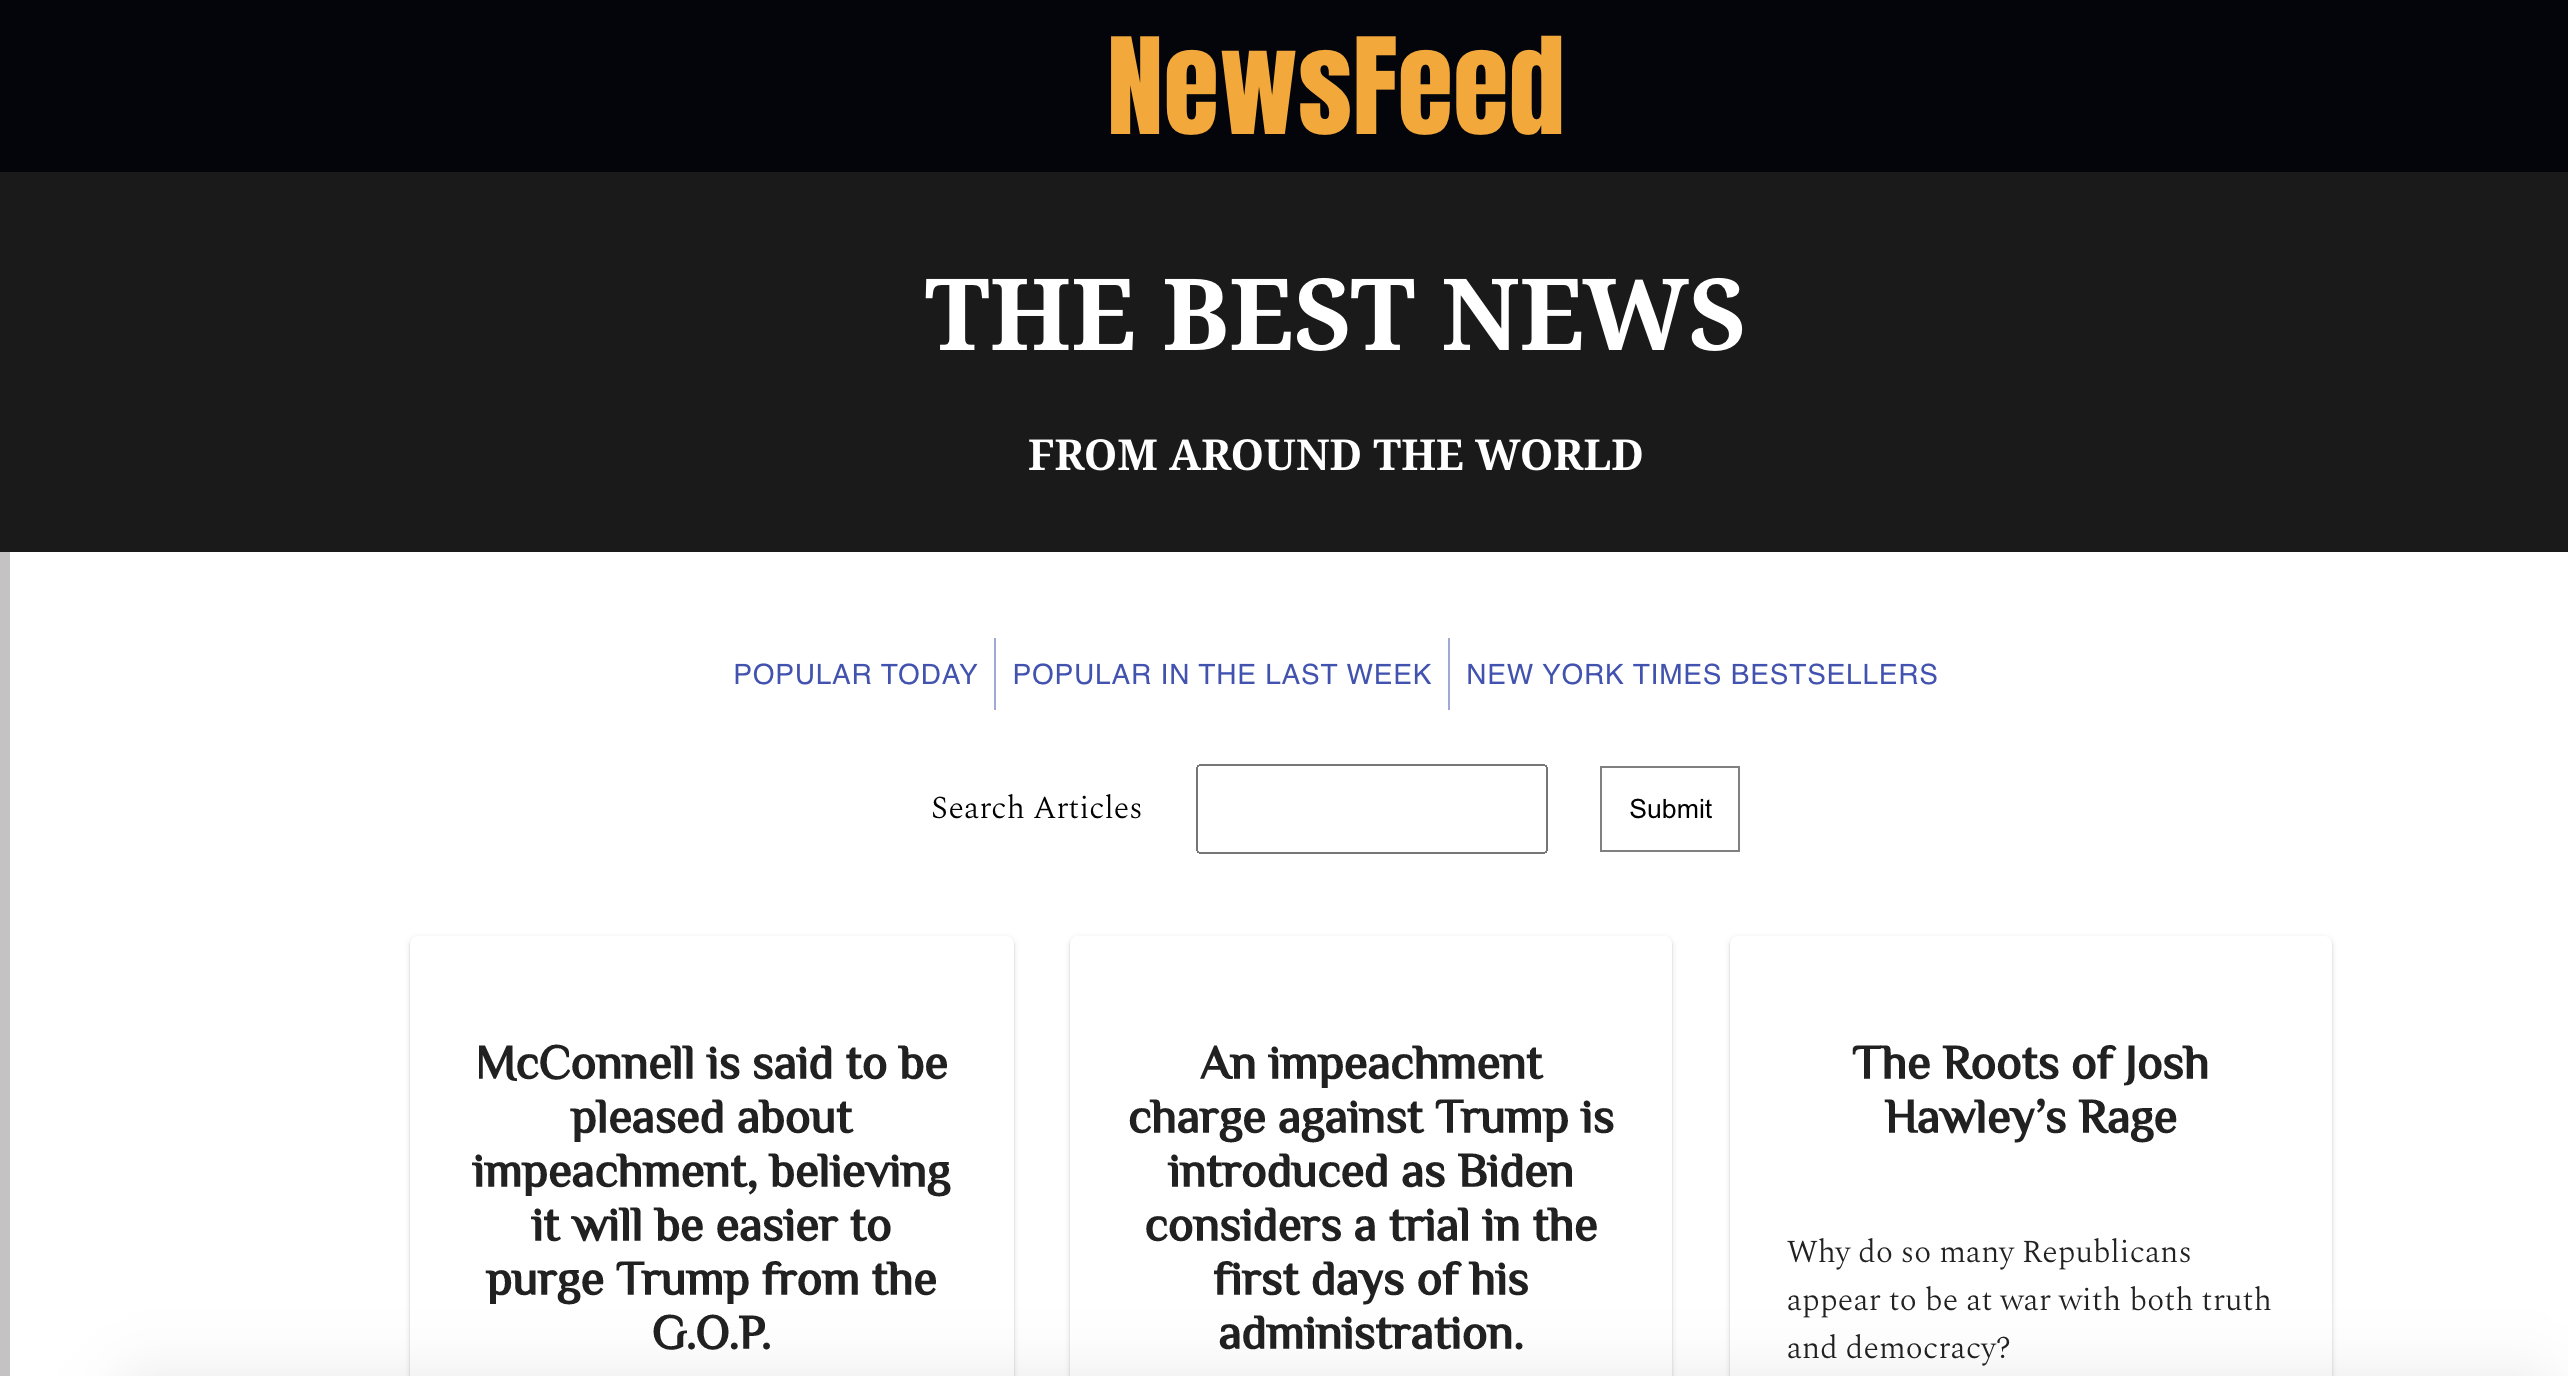 NewsFeed
THE BEST NEWS
FROM AROUND THE WORLD
POPULAR TODAY
POPULAR IN THE LAST WEEK
NEW YORK TIMES BESTSELLERS
Search Articles
Submit
McConnell is said to be
pleased about
impeachment, believing
it will be easier to
purge Trump from the
G.O.P.
An impeachment
charge against Trump is
introduced as Biden
considers a trial in the
first days of his
administration.
The Roots of Josh
Hawley’s Rage
Why do so many Republicans
appear to be at war with both truth
and democracy?